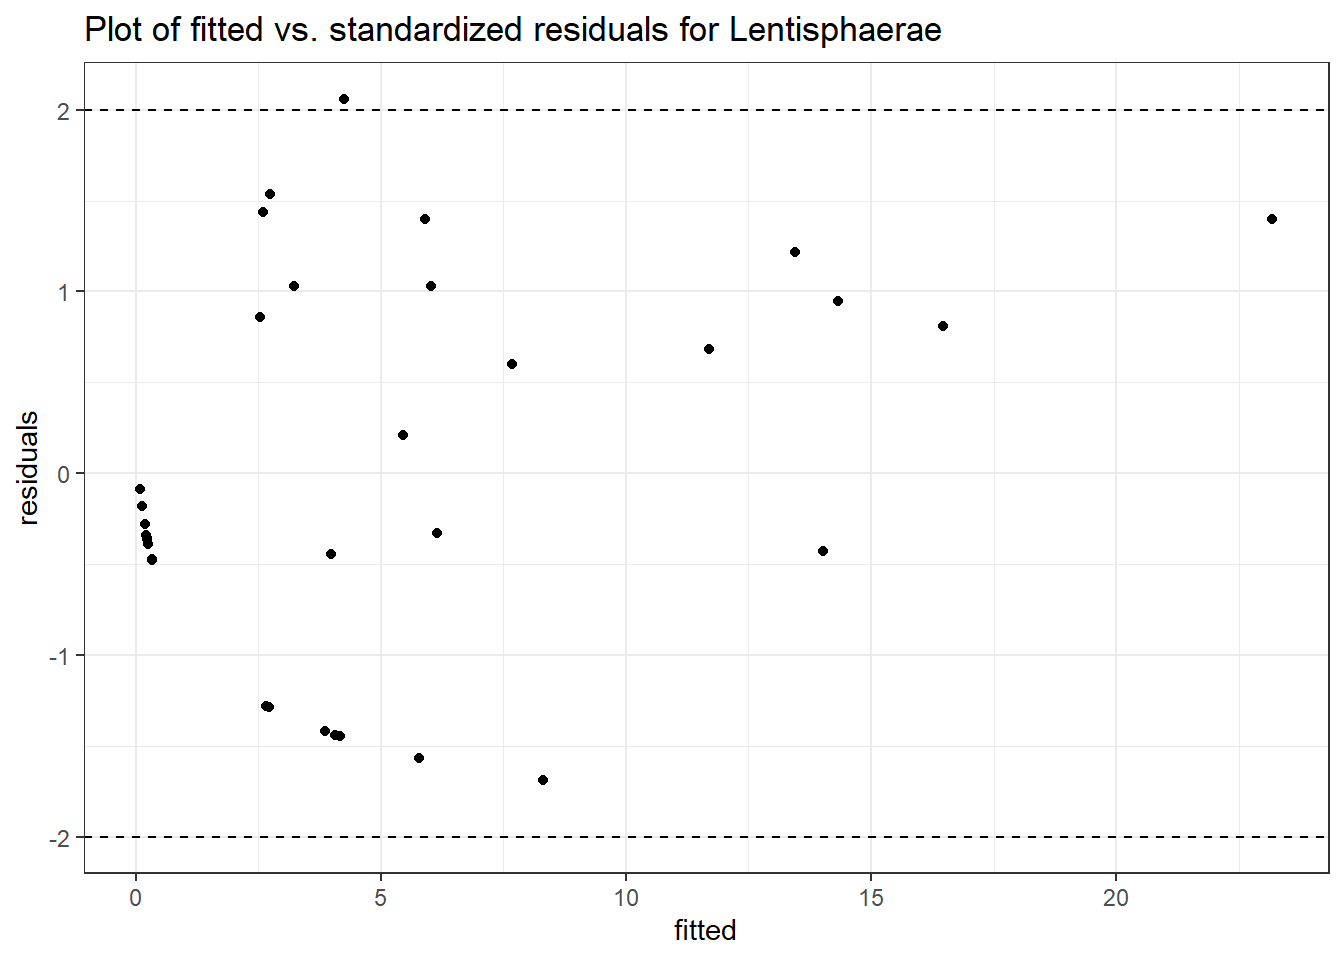 Plot of fitted vs. standardized residuals for Lentisphaerae
2
1
0
-1
-2
residuals
0 5 10 15 20
fitted